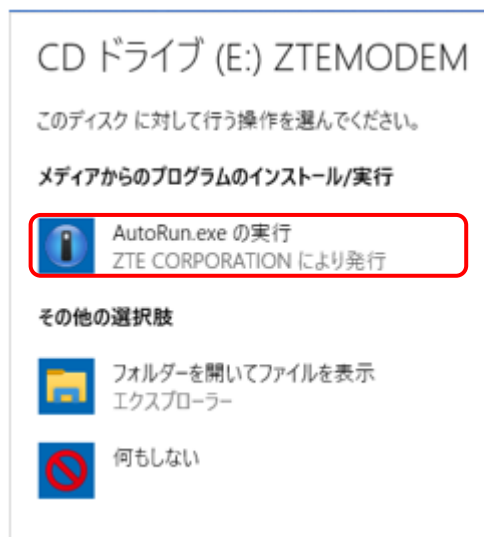 CD ドライブ (E:) ZTEMODEM
このディスク に対して行う操作を選んでください。
メディアからのプログラムのインストール/実行
AutoRun.exe の実行
ZTE CORPORATION により発行
その他の選択肢
フォルダーを開いてファイルを表示
エクスプローラー
何もしない